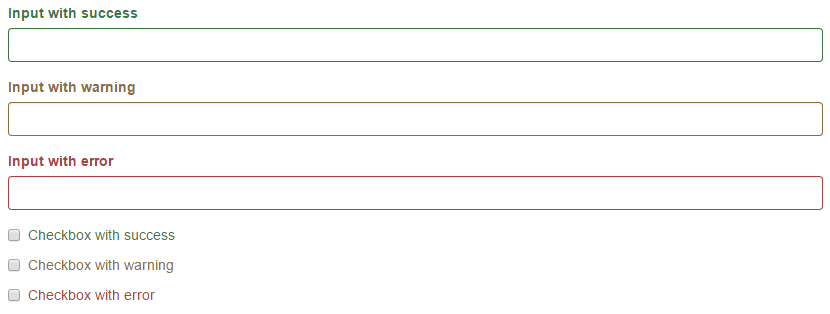 Input with success
Input with warning
Input with error
Checkbox with success
Checkbox with warning
Checkbox with error